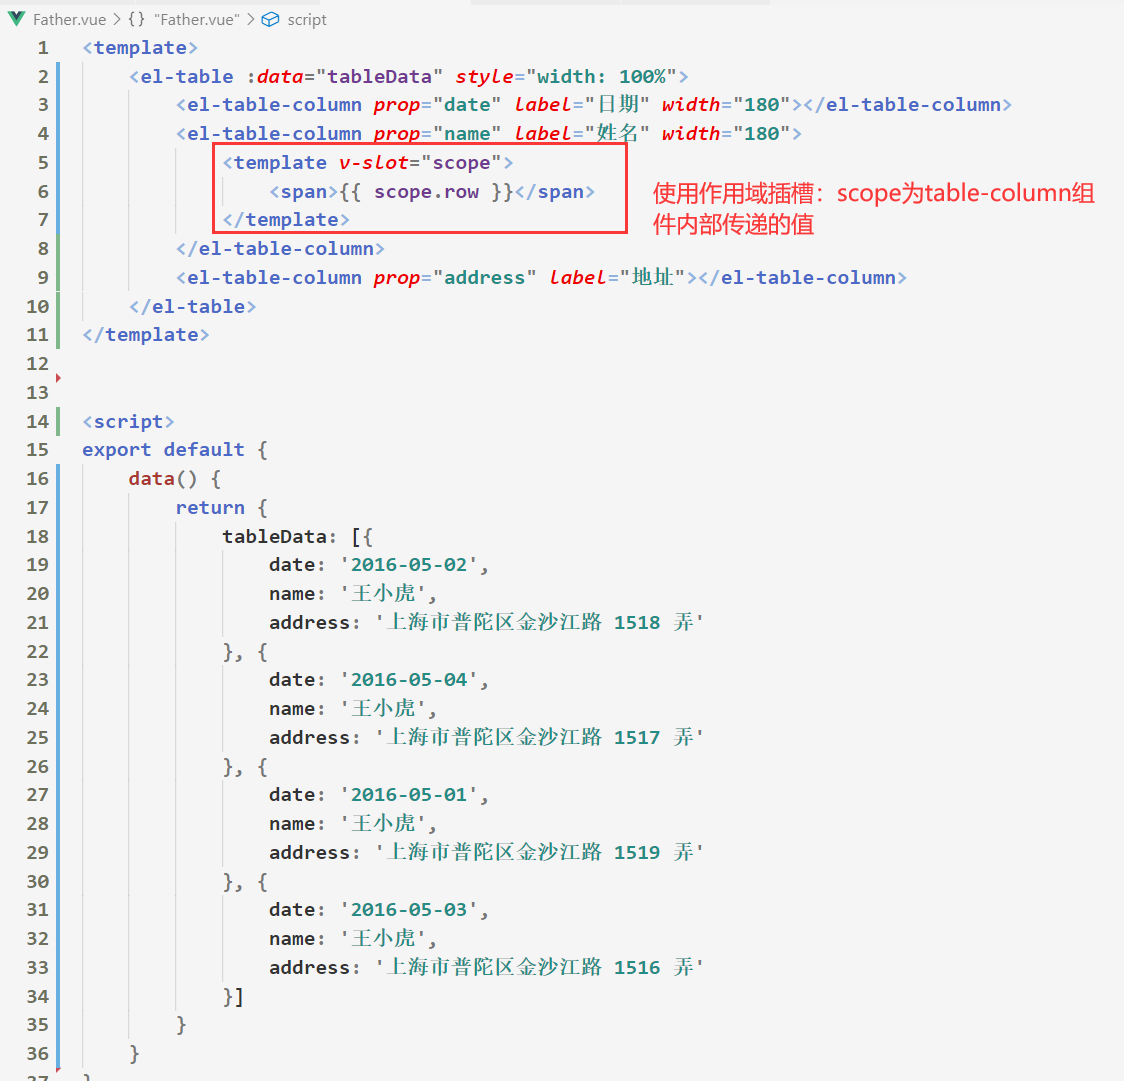 Father.vue > {} "Father.vue" > script
1 <template>
2 <el-table :data="tableData" style="width: 100%">
3 <el-table-column prop="date" label="日期" width="180"></el-table-column>
4 <el-table-column prop="name" label="姓名" width="180">
5 <template v-slot="scope">
6 <span>{{ scope.row }}</span>
使用作用域插槽：scope为table-column组
件内部传递的值
7 </template>
8 </el-table-column>
9 <el-table-column prop="address" label="地址"></el-table-column>
10 </el-table>
11 </template>
12
13
14 <script>
15 export default {
16 data() {
17 return {
18 tableData: [{
19 date: '2016-05-02',
20 name: '王小虎',
21 address: '上海市普陀区金沙江路 1518 弄'
22 }, {
23 date: '2016-05-04',
24 name: '王小虎',
25 address: '上海市普陀区金沙江路 1517 弄'
26 }, {
27 date: '2016-05-01',
28 name: '王小虎',
29 address: '上海市普陀区金沙江路 1519 弄'
30 }, {
31 date: '2016-05-03',
32 name: '王小虎',
33 address: '上海市普陀区金沙江路 1516 弄'
34 }]
35 }
36 }
37 }